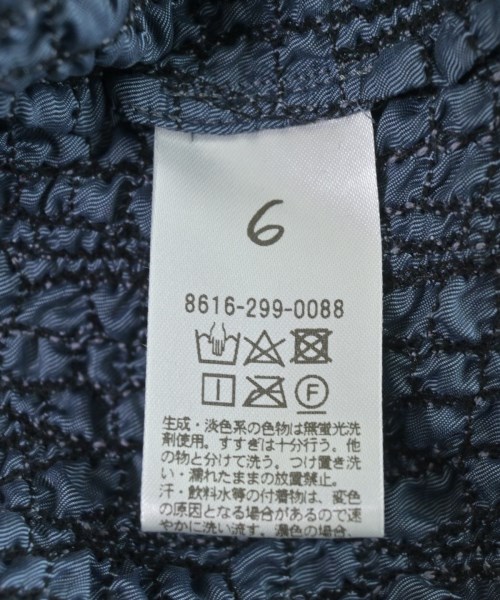 6
8616-299-0088
F
生成・淡色系の色物は無蛍光洗
剤使用。すすぎは十分行う。他
の物と分けて洗う。つけ置き洗
い・濡れたままの放置禁止。
汗・飲料水等の付着物は、変色
の原因となる場合があるので速
やかに洗い流す。濃色の場合、